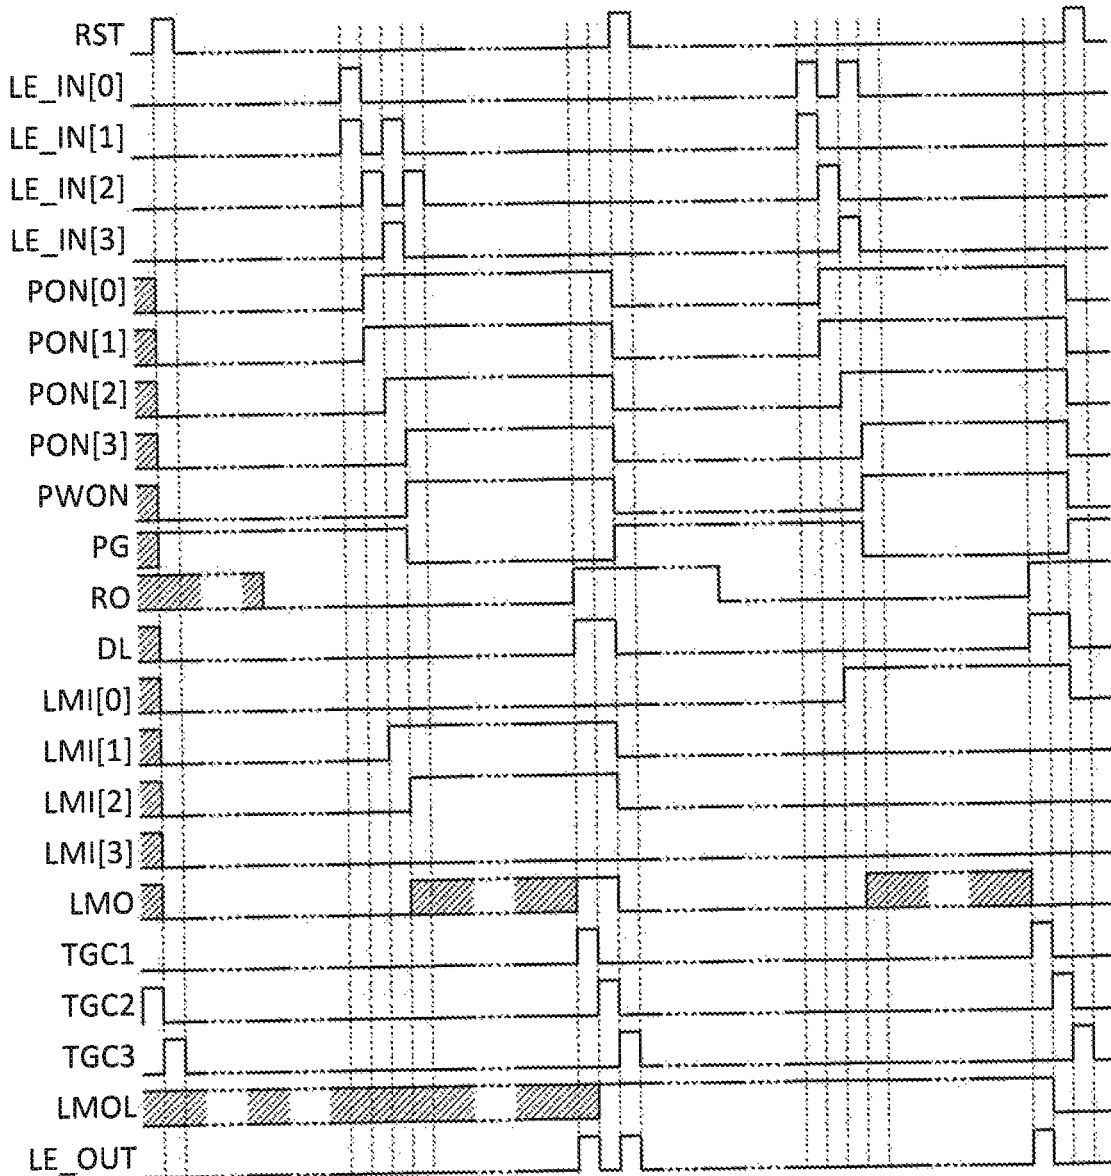 RST
LE_IN[0]
LE_IN[1]
LE_IN[2]
LE_IN[3]
PON[0]
PON[1]
PON[2]
PON[3]
PWON
PG
RO
DL
LMI[0]
LMI[1]
LMI[2]
LMI[3]
LMO
TGC1
TGC2
TGC3
LMOL
LE_OUT